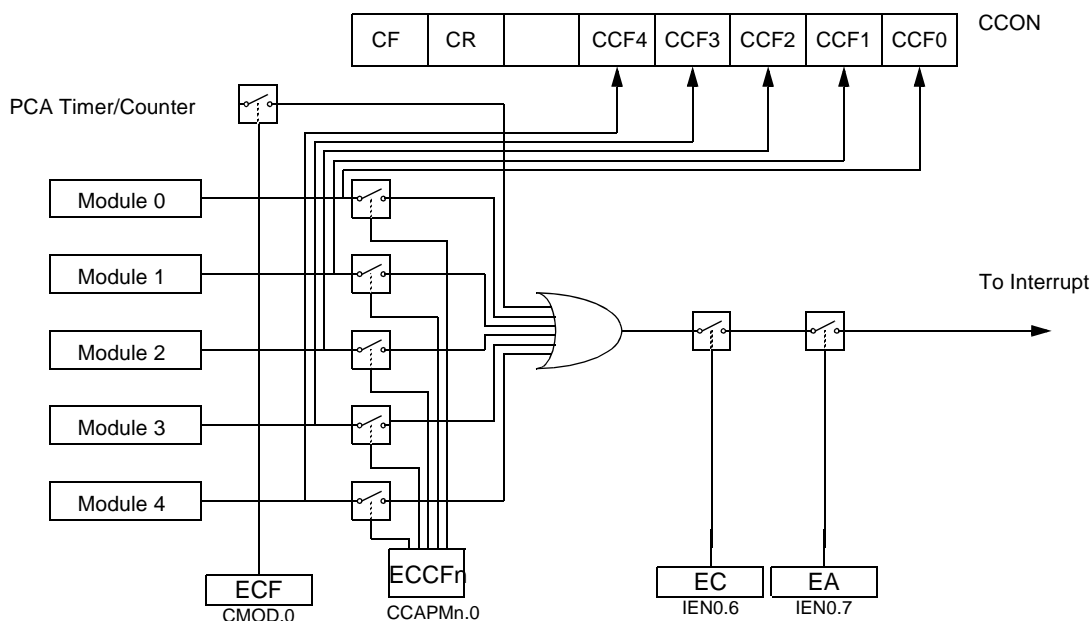 CF CR CCF4 CCF3 CCF2 CCF1 CCF0 CCON
PCA Timer/Counter
Module 0
Module 1
To Interrupt
Module 2
Module 3
Module 4
ECF ECCFn EC EA
CMOD.0 CCAPMn.0 IEN0.6 IEN0.7